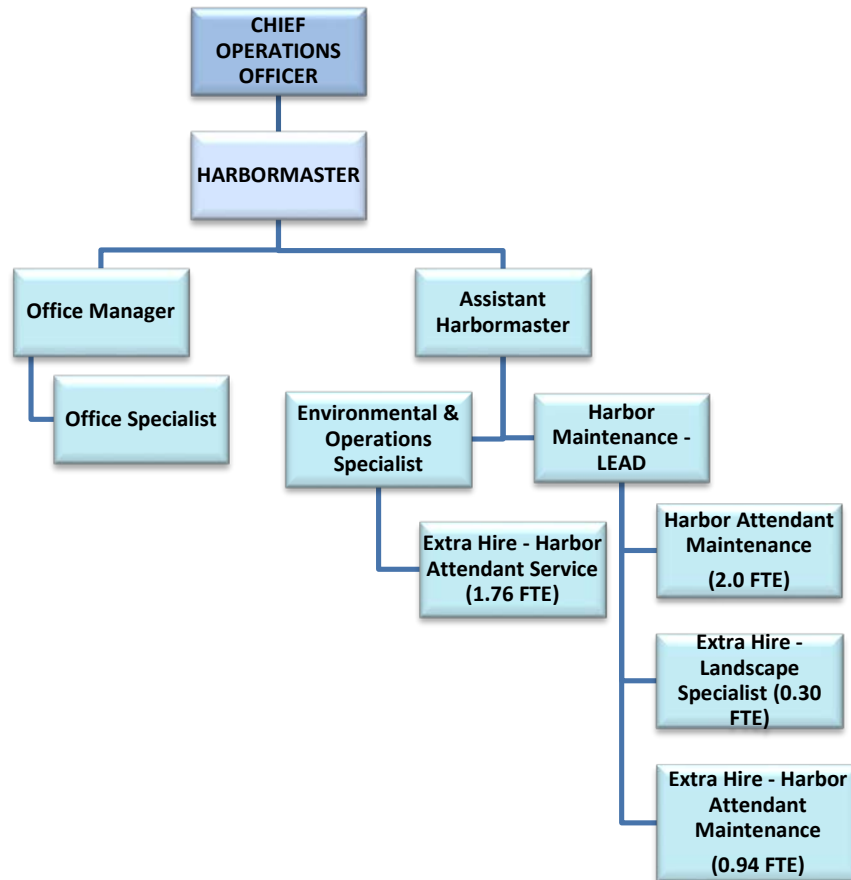 CHIEF
OPERATIONS
OFFICER
HARBORMASTER
Office Manager
Assistant
Harbormaster
Office Specialist
Environmental &
Operations
Specialist
Harbor
Maintenance -
LEAD
Extra Hire - Harbor
Attendant Service
(1.76 FTE)
Harbor Attendant
Maintenance
(2.0 FTE)
Extra Hire -
Landscape
Specialist (0.30
FTE)
Extra Hire - Harbor
Attendant
Maintenance
(0.94 FTE)